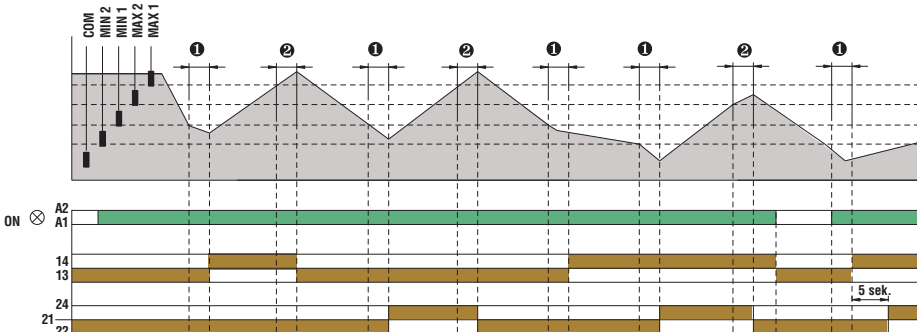 COM
MIN 2
MIN 1
MAX 2
MAX 1
❶ ❷ ❶ ❷ ❶ ❶ ❷ ❶
A2
ON A1
14
13
5 sek.
24
21
22